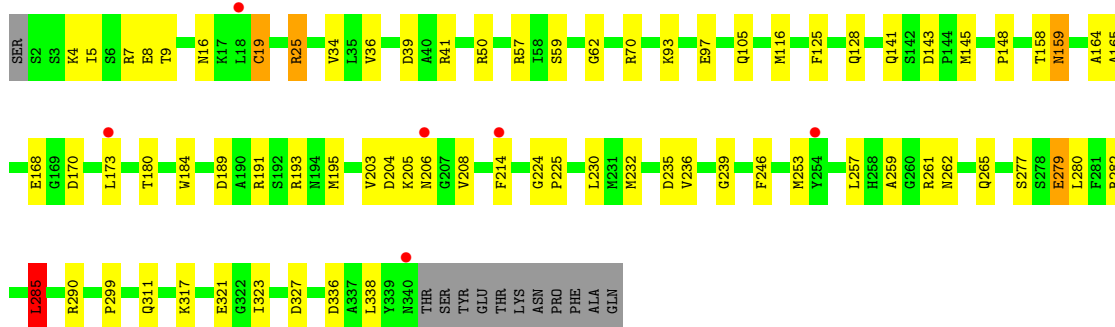 SER S2 S3 K4 I5 S6 R7 E8 T9 N16 K17 L18 C19 R25 V34 L35 V36 D39 A40 R41 R50 R57 I58 S59 G62 R70 K93 E97 Q105 M116 F125 Q128 Q141 S142 D143 P144 M145 P148 T158 N159 A164 A165
E168 G169 D170 L173 T180 W184 D189 A190 R191 S192 R193 N194 M195 V203 D204 K205 N206 G207 V208 F214 G224 P225 L230 M231 M232 D235 V236 G239 F246 M253 Y254 L257 H258 A259 G260 R261 N262 Q265 S277 S278 E279 L280 F281
L285 R290 P299 Q311 K317 E321 G322 I323 D327 D336 A337 L338 Y339 N340 THR SER TYR GLU THR LYS ASN PRO PHE ALA GLN